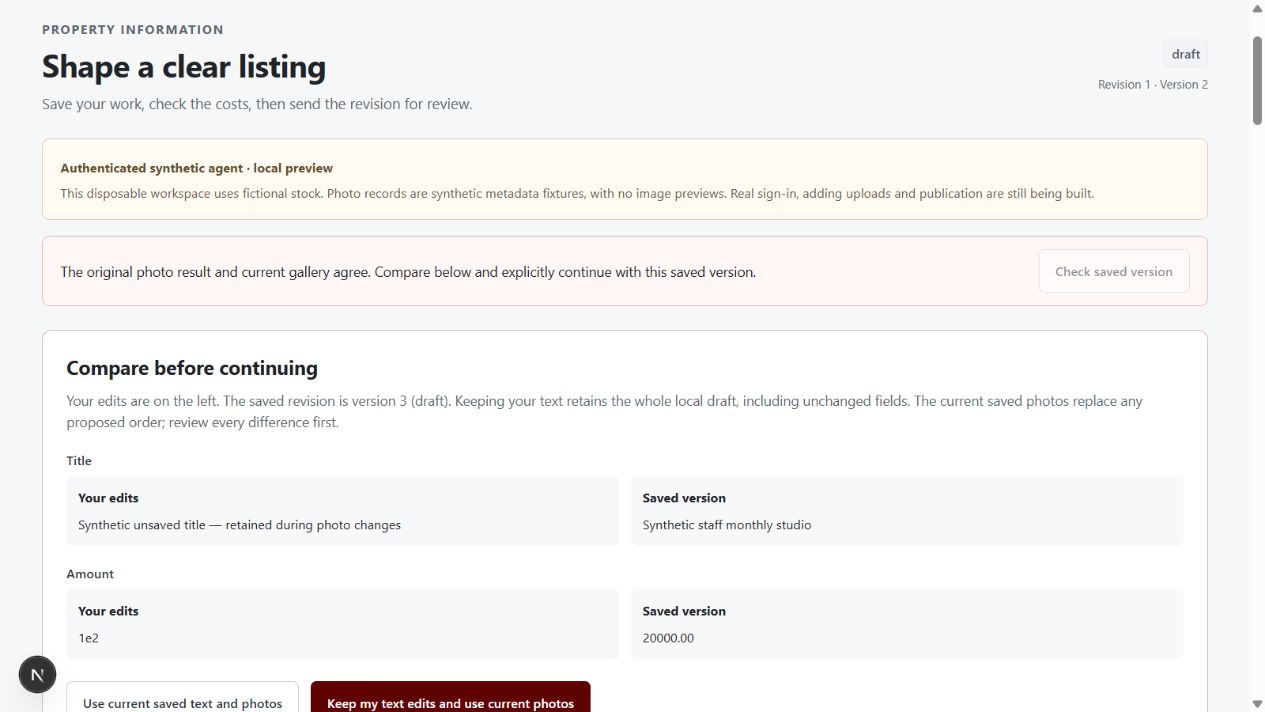 PROPERTY INFORMATION
Shape a clear listing
draft
Revision 1 · Version 2
Save your work, check the costs, then send the revision for review.
Authenticated synthetic agent · local preview
This disposable workspace uses fictional stock. Photo records are synthetic metadata fixtures, with no image previews. Real sign-in, adding uploads and publication are still being built.
The original photo result and current gallery agree. Compare below and explicitly continue with this saved version.
Check saved version
Compare before continuing
Your edits are on the left. The saved revision is version 3 (draft). Keeping your text retains the whole local draft, including unchanged fields. The current saved photos replace any
proposed order; review every difference first.
Title
Your edits
Synthetic unsaved title — retained during photo changes
Saved version
Synthetic staff monthly studio
Amount
Your edits
1e2
Saved version
20000.00
N
Use current saved text and photos
Keep my text edits and use current photos